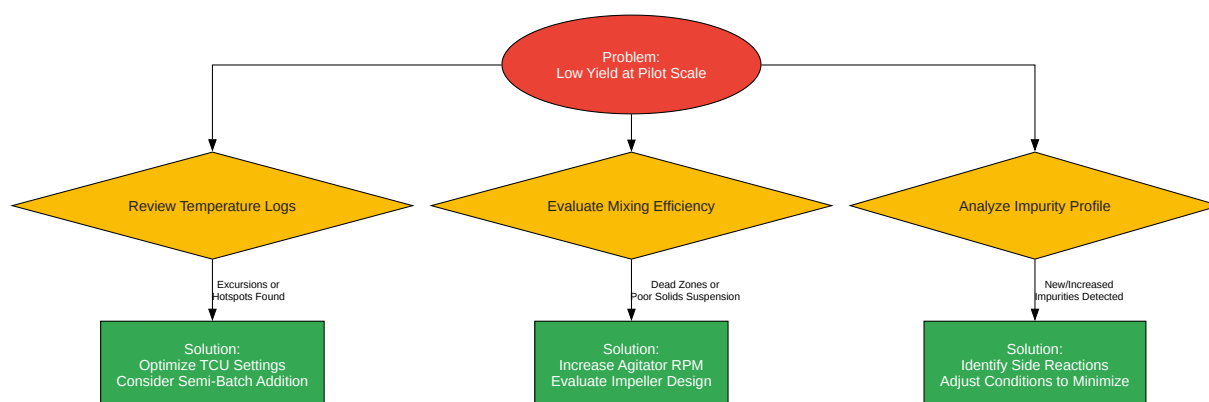 Problem:
Low Yield at Pilot Scale
Review Temperature Logs
Evaluate Mixing Efficiency
Analyze Impurity Profile
Excursions or
Hotspots Found
Dead Zones or
Poor Solids Suspension
New/Increased
Impurities Detected
Solution:
Optimize TCU Settings
Consider Semi-Batch Addition
Solution:
Increase Agitator RPM
Evaluate Impeller Design
Solution:
Identify Side Reactions
Adjust Conditions to Minimize